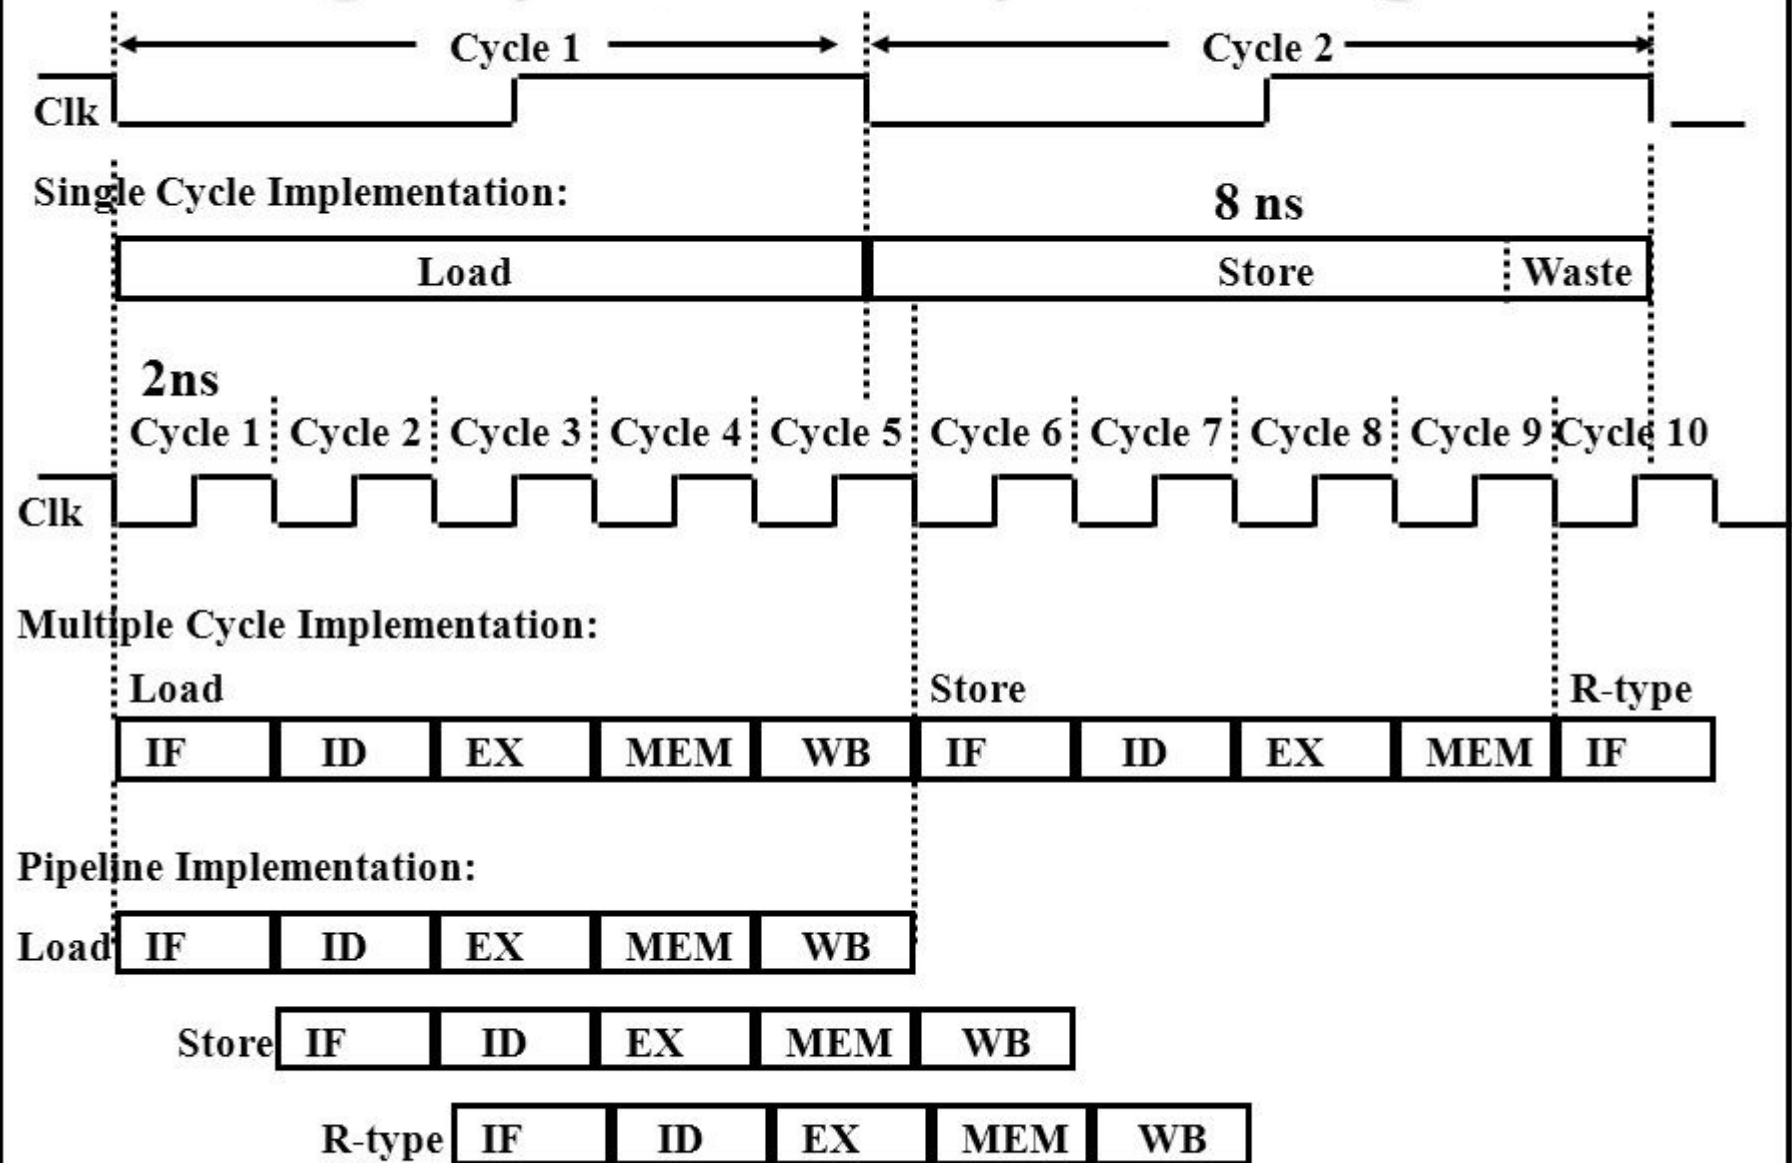 Cycle 1 Cycle 2
Clk
Single Cycle Implementation:
8 ns
Load Store Waste
2ns
Cycle 1 Cycle 2 Cycle 3 Cycle 4 Cycle 5 Cycle 6 Cycle 7 Cycle 8 Cycle 9 Cycle 10
Clk
Multiple Cycle Implementation:
Load Store R-type
IF ID EX MEM WB IF ID EX MEM IF
Pipeline Implementation:
Load IF ID EX MEM WB
Store IF ID EX MEM WB
R-type IF ID EX MEM WB